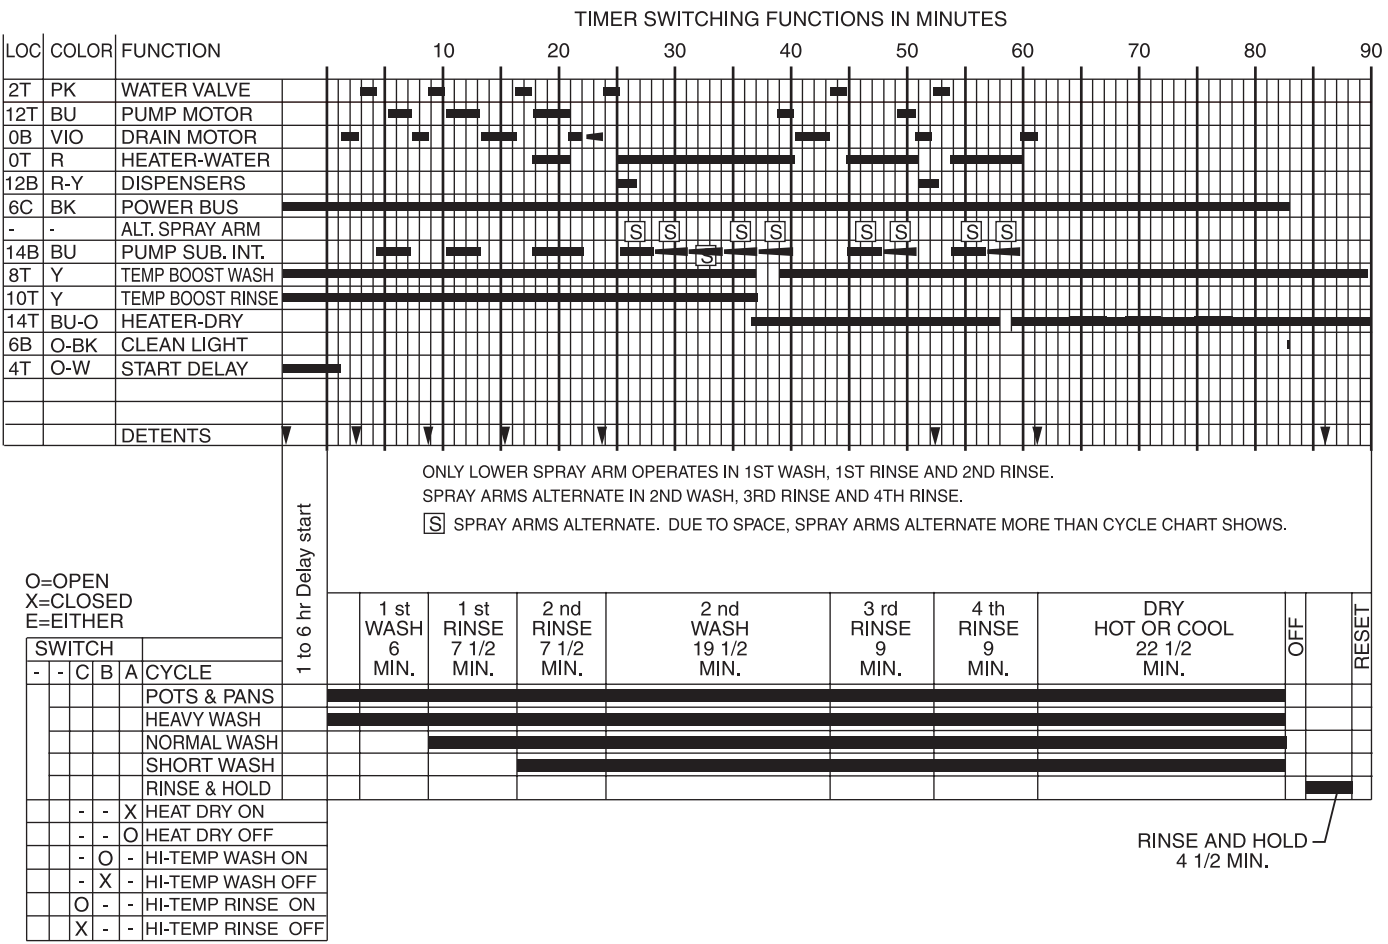 TIMER SWITCHING FUNCTIONS IN MINUTES
LOC COLOR FUNCTION 10 20 30 40 50 60 70 80 90
2T PK WATER VALVE
12T BU PUMP MOTOR
0B VIO DRAIN MOTOR
0T R HEATER-WATER
12B R-Y DISPENSERS
6C BK POWER BUS
- - ALT. SPRAY ARM S S S S S S S S
14B BU PUMP SUB. INT. S
8T Y TEMP BOOST WASH
10T Y TEMP BOOST RINSE
14T BU-O HEATER-DRY
6B O-BK CLEAN LIGHT
4T O-W START DELAY
DETENTS
ONLY LOWER SPRAY ARM OPERATES IN 1ST WASH, 1ST RINSE AND 2ND RINSE.
SPRAY ARMS ALTERNATE IN 2ND WASH, 3RD RINSE AND 4TH RINSE.
S SPRAY ARMS ALTERNATE. DUE TO SPACE, SPRAY ARMS ALTERNATE MORE THAN CYCLE CHART SHOWS.
1 to 6 hr Delay start
O=OPEN
X=CLOSED
E=EITHER
1 st WASH 6 MIN.
1 st RINSE 7 1/2 MIN.
2 nd RINSE 7 1/2 MIN.
2 nd WASH 19 1/2 MIN.
3 rd RINSE 9 MIN.
4 th RINSE 9 MIN.
DRY HOT OR COOL 22 1/2 MIN.
OFF
RESET
SWITCH
- - C B A CYCLE
POTS & PANS
HEAVY WASH
NORMAL WASH
SHORT WASH
RINSE & HOLD
- - X HEAT DRY ON
- - O HEAT DRY OFF
- O - HI-TEMP WASH ON
- X - HI-TEMP WASH OFF
O - - HI-TEMP RINSE ON
X - - HI-TEMP RINSE OFF
RINSE AND HOLD
4 1/2 MIN.